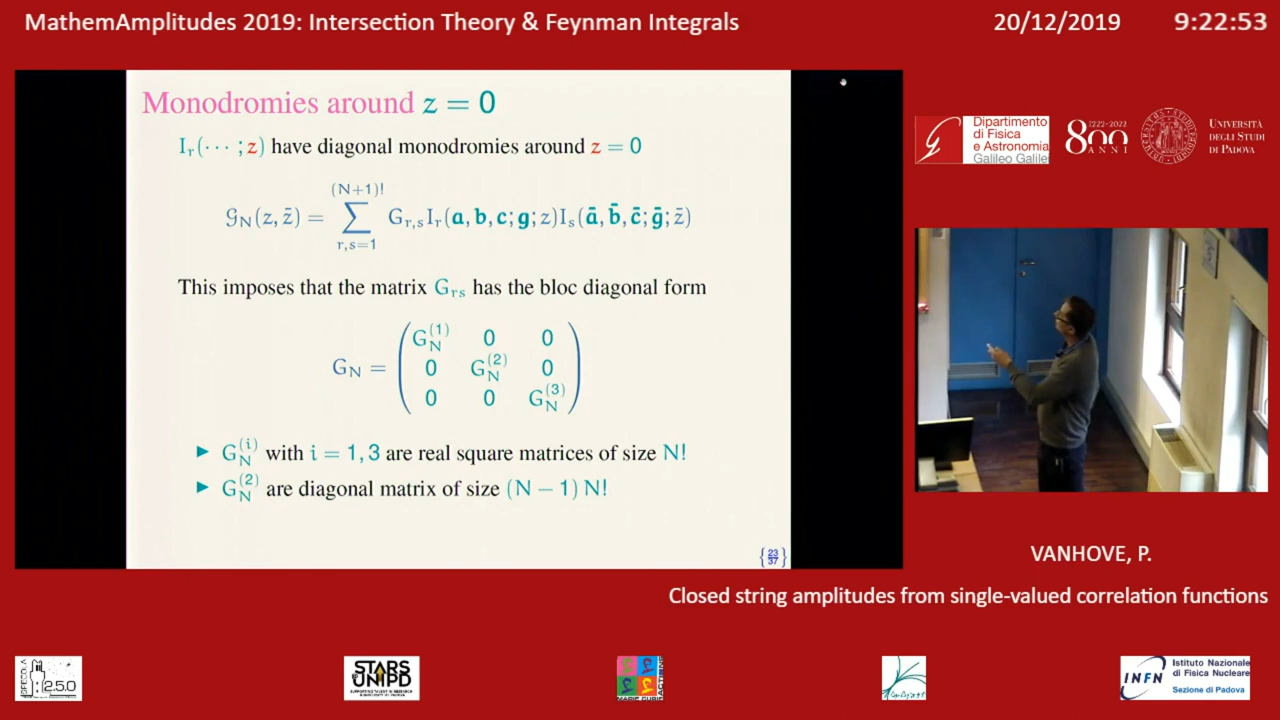 MathemAmplitudes 2019: Intersection Theory & Feynman Integrals
20/12/2019 9:22:53
Monodromies around z = 0
I_r(··· ; z) have diagonal monodromies around z = 0
𝒢_N(z, z̄) = ∑_{r,s=1}^{(N+1)!} G_{r,s} I_r(a, b, c; g; z) I_s(ā, b̄, c̄; ḡ; z̄)
This imposes that the matrix G_{rs} has the bloc diagonal form
G_N = ( G_N^{(1)} 0 0
0 G_N^{(2)} 0
0 0 G_N^{(3)} )
► G_N^{(i)} with i = 1, 3 are real square matrices of size N!
► G_N^{(2)} are diagonal matrix of size (N − 1) N!
{23/37}
Dipartimento
di Fisica
e Astronomia
Galileo Galile
1222·2022
800
ANNI
UNIVERSITÀ
DEGLI STUDI
DI PADOVA
VANHOVE, P.
Closed string amplitudes from single-valued correlation functions
SPECOLA
250
STARS
UNIPD
INFN
Istituto Nazionale
di Fisica Nucleare
Sezione di Padova